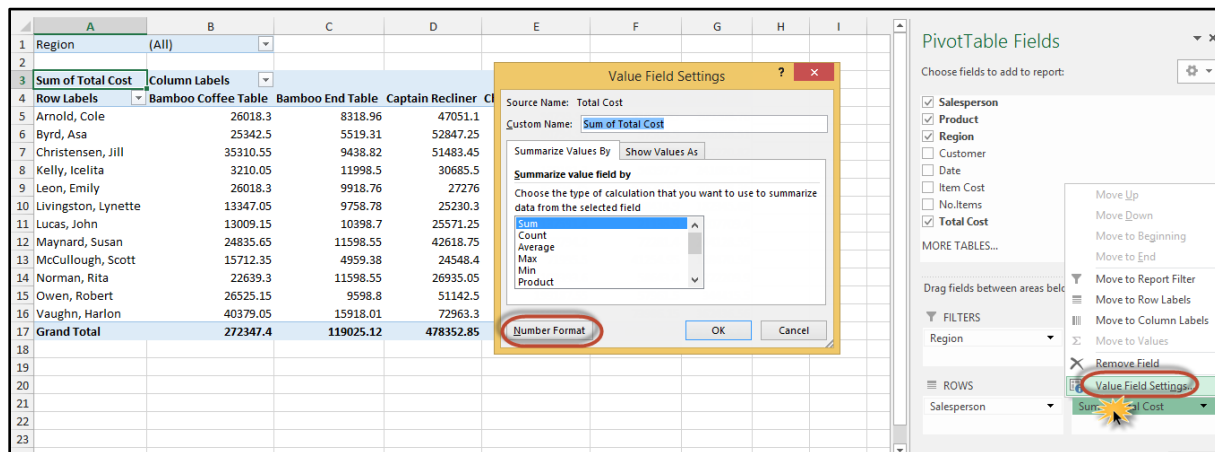 A B C D E F G H I
1 Region (All)
2
3 Sum of Total Cost Column Labels
4 Row Labels Bamboo Coffee Table Bamboo End Table Captain Recliner
5 Arnold, Cole 26018.3 8318.96 47051.1
6 Byrd, Asa 25342.5 5519.31 52847.25
7 Christensen, Jill 35310.55 9438.82 51483.45
8 Kelly, Icelita 3210.05 11998.5 30685.5
9 Leon, Emily 26018.3 9918.76 27276
10 Livingston, Lynette 13347.05 9758.78 25230.3
11 Lucas, John 13009.15 10398.7 25571.25
12 Maynard, Susan 24835.65 11598.55 42618.75
13 McCullough, Scott 15712.35 4959.38 24548.4
14 Norman, Rita 22639.3 11598.55 26935.05
15 Owen, Robert 26525.15 9598.8 51142.5
16 Vaughn, Harlon 40379.05 15918.01 72963.3
17 Grand Total 272347.4 119025.12 478352.85
18
19
20
21
22
23
Value Field Settings ? ×
Source Name: Total Cost
Custom Name: Sum of Total Cost
Summarize Values By Show Values As
Summarize value field by
Choose the type of calculation that you want to use to summarize
data from the selected field
Sum
Count
Average
Max
Min
Product
Number Format OK Cancel
PivotTable Fields
Choose fields to add to report:
Salesperson
Product
Region
Customer
Date
Item Cost
No.Items
Total Cost
MORE TABLES...
Drag fields between areas
FILTERS
Region
ROWS
Salesperson
Move Up
Move Down
Move to Beginning
Move to End
Move to Report Filter
Move to Row Labels
Move to Column Labels
Σ Move to Values
Remove Field
Value Field Settings...
Cost